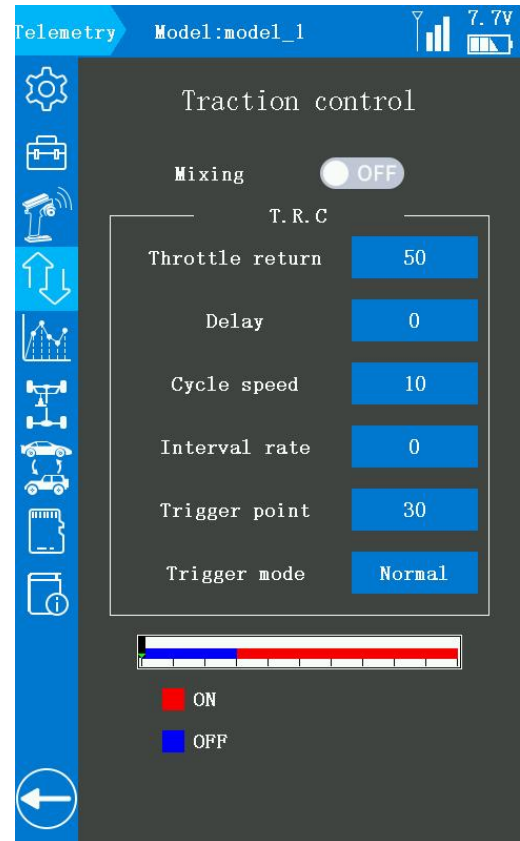 Telemetry Model:model_1 7.7V
Traction control
Mixing OFF
T.R.C
Throttle return 50
Delay 0
Cycle speed 10
Interval rate 0
Trigger point 30
Trigger mode Normal
ON
OFF